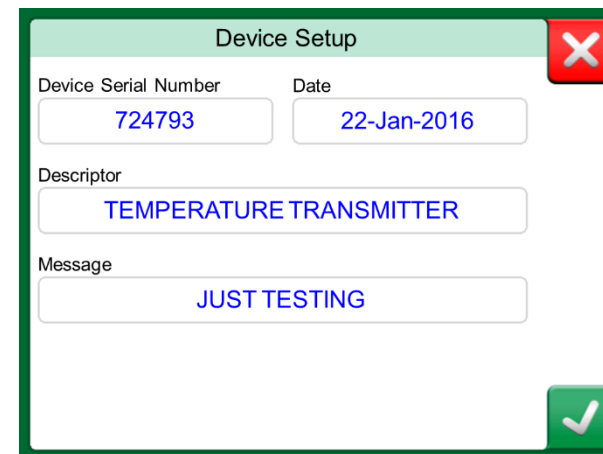 Device Setup
Device Serial Number Date
724793 22-Jan-2016
Descriptor
TEMPERATURE TRANSMITTER
Message
JUST TESTING